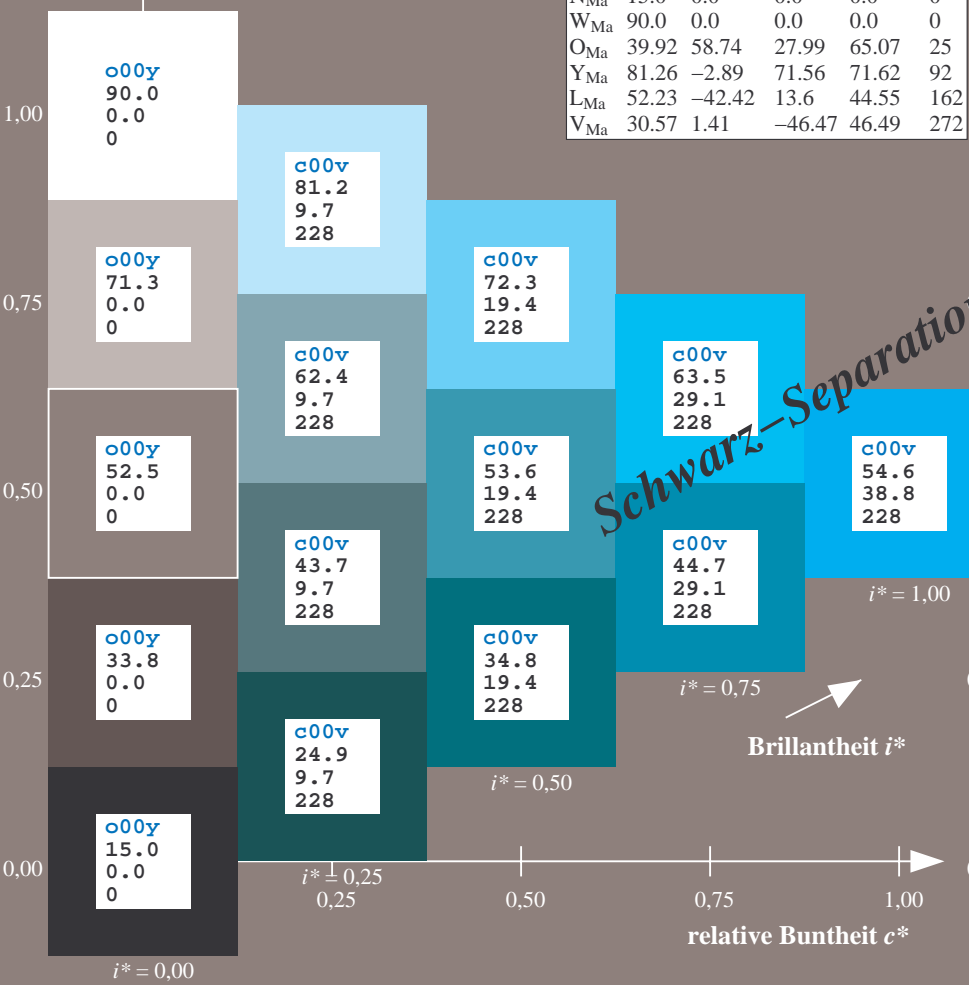 W Ma 90.0 0.0 0.0 0.0 0
O Ma 39.92 58.74 27.99 65.07 25
Y Ma 81.26 −2.89 71.56 71.62 92
L Ma 52.23 −42.42 13.6 44.55 162
V Ma 30.57 1.41 −46.47 46.49 272
1,00
0,75
0,50
0,25
0,00
o00y
90.0
0.0
0
o00y
71.3
0.0
0
o00y
52.5
0.0
0
o00y
33.8
0.0
0
o00y
15.0
0.0
0
i* = 0,00
c00v
81.2
9.7
228
c00v
62.4
9.7
228
c00v
43.7
9.7
228
c00v
24.9
9.7
228
i* = 0,25
c00v
72.3
19.4
228
c00v
53.6
19.4
228
c00v
34.8
19.4
228
i* = 0,50
c00v
63.5
29.1
228
c00v
44.7
29.1
228
i* = 0,75
c00v
54.6
38.8
228
i* = 1,00
Schwarz–Separation
Brillantheit i*
0,25 0,50 0,75 1,00
relative Buntheit c*